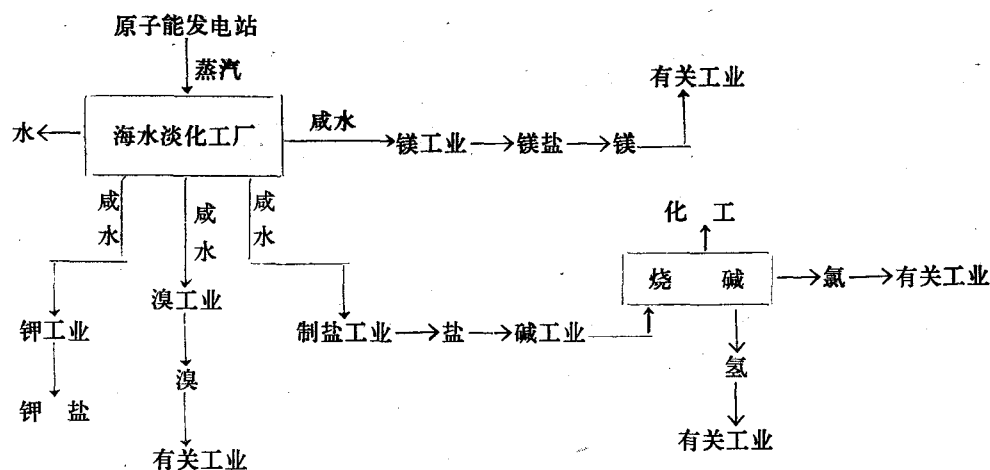 原子能发电站
蒸汽
有关工业
水
海水淡化工厂
咸水
镁工业
镁盐
镁
咸水
咸水
咸水
化 工
烧 碱
氯
有关工业
溴工业
钾工业
制盐工业
盐
碱工业
氢
溴
钾 盐
有关工业
有关工业